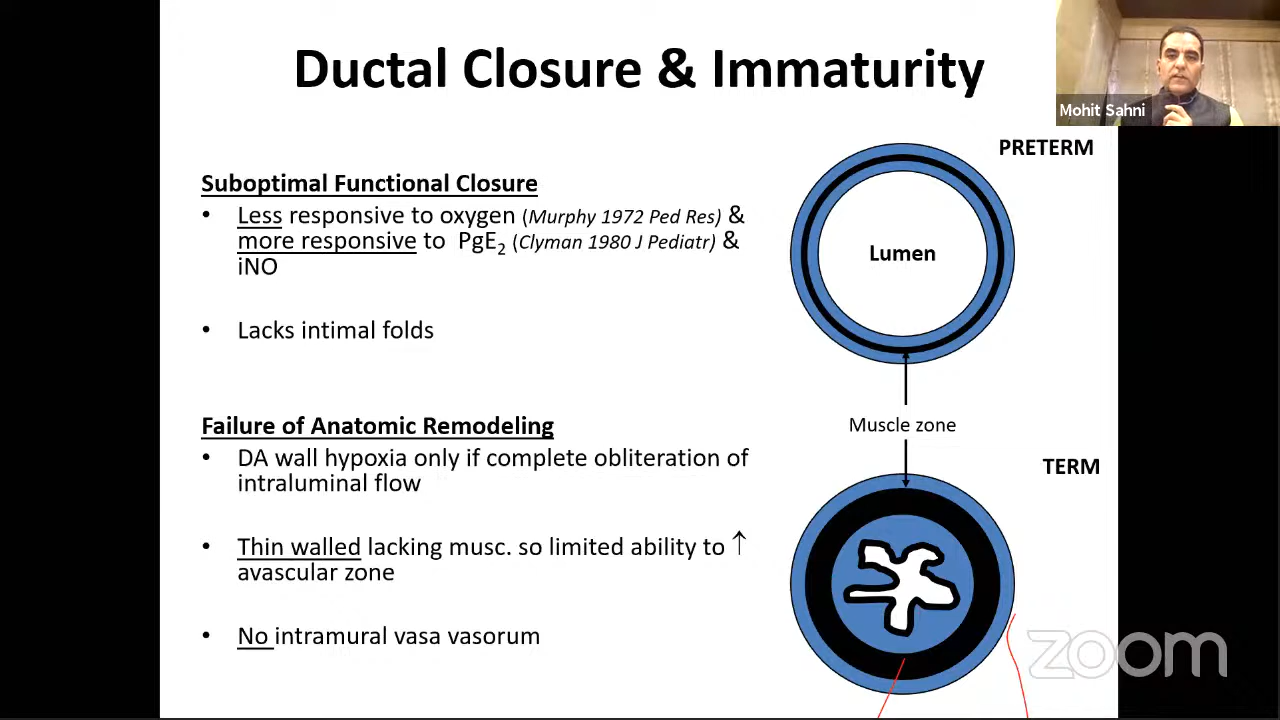 Ductal Closure & Immaturity
Mohit Sahni
PRETERM
Suboptimal Functional Closure
• Less responsive to oxygen (Murphy 1972 Ped Res) &
more responsive to PgE₂ (Clyman 1980 J Pediatr) &
iNO
Lumen
• Lacks intimal folds
Failure of Anatomic Remodeling
Muscle zone
• DA wall hypoxia only if complete obliteration of
intraluminal flow
TERM
• Thin walled lacking musc. so limited ability to ↑
avascular zone
• No intramural vasa vasorum
zoom